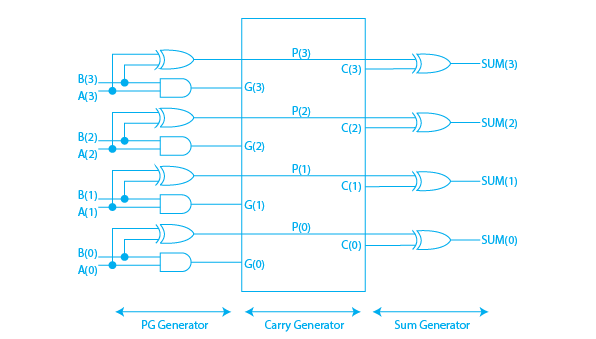 P(3)
C(3)
SUM(3)
B(3)
A(3)
G(3)
P(2)
C(2)
SUM(2)
B(2)
A(2)
G(2)
P(1)
C(1)
SUM(1)
B(1)
A(1)
G(1)
P(0)
C(0)
SUM(0)
B(0)
A(0)
G(0)
PG Generator
Carry Generator
Sum Generator